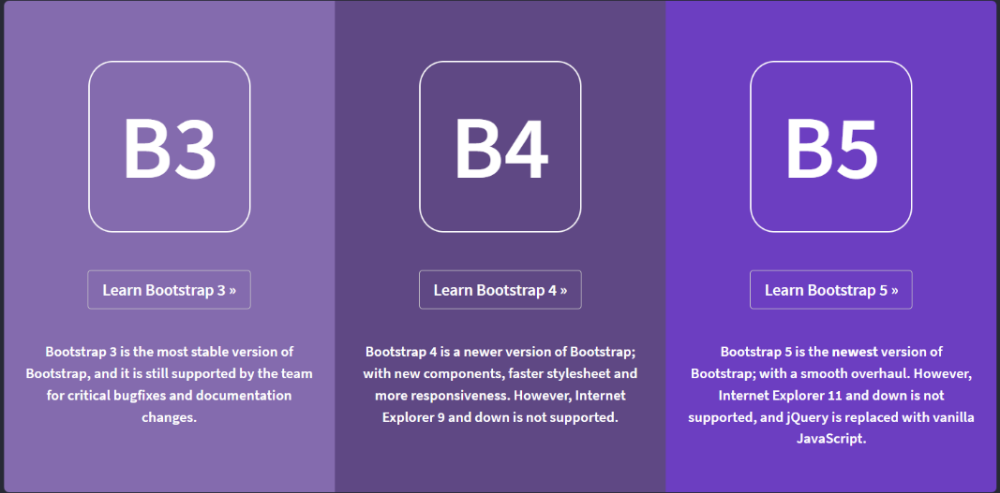 B3
Learn Bootstrap 3 »
Bootstrap 3 is the most stable version of
Bootstrap, and it is still supported by the team
for critical bugfixes and documentation
changes.
B4
Learn Bootstrap 4 »
Bootstrap 4 is a newer version of Bootstrap;
with new components, faster stylesheet and
more responsiveness. However, Internet
Explorer 9 and down is not supported.
B5
Learn Bootstrap 5 »
Bootstrap 5 is the newest version of
Bootstrap; with a smooth overhaul. However,
Internet Explorer 11 and down is not
supported, and jQuery is replaced with vanilla
JavaScript.